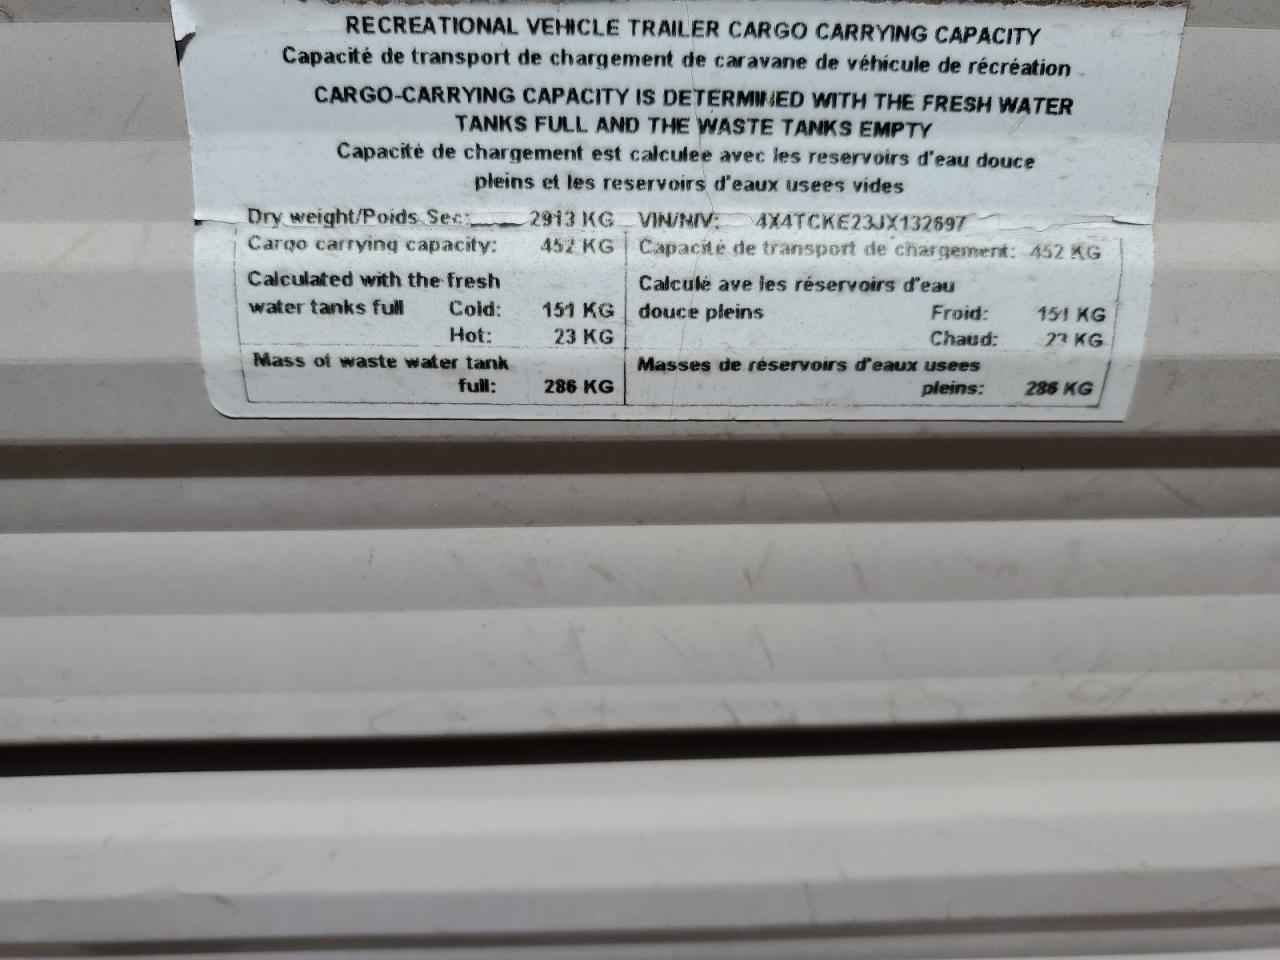 RECREATIONAL VEHICLE TRAILER CARGO CARRYING CAPACITY
Capacité de transport de chargement de caravane de véhicule de récréation
CARGO-CARRYING CAPACITY IS DETERMINED WITH THE FRESH WATER
TANKS FULL AND THE WASTE TANKS EMPTY
Capacité de chargement est calculee avec les reservoirs d'eau douce
pleins et les reservoirs d'eaux usees vides
Dry weight/Poids Sec: 2913 KG VIN/NIV: 4X4TCKE23JX132697
Cargo carrying capacity: 452 KG Capacité de transport de chargement: 452 KG
Calculated with the fresh Calculé ave les réservoirs d'eau
water tanks full Cold: 151 KG douce pleins Froid: 151 KG
Hot: 23 KG Chaud: 23 KG
Mass of waste water tank Masses de réservoirs d'eaux usees
full: 286 KG pleins: 286 KG